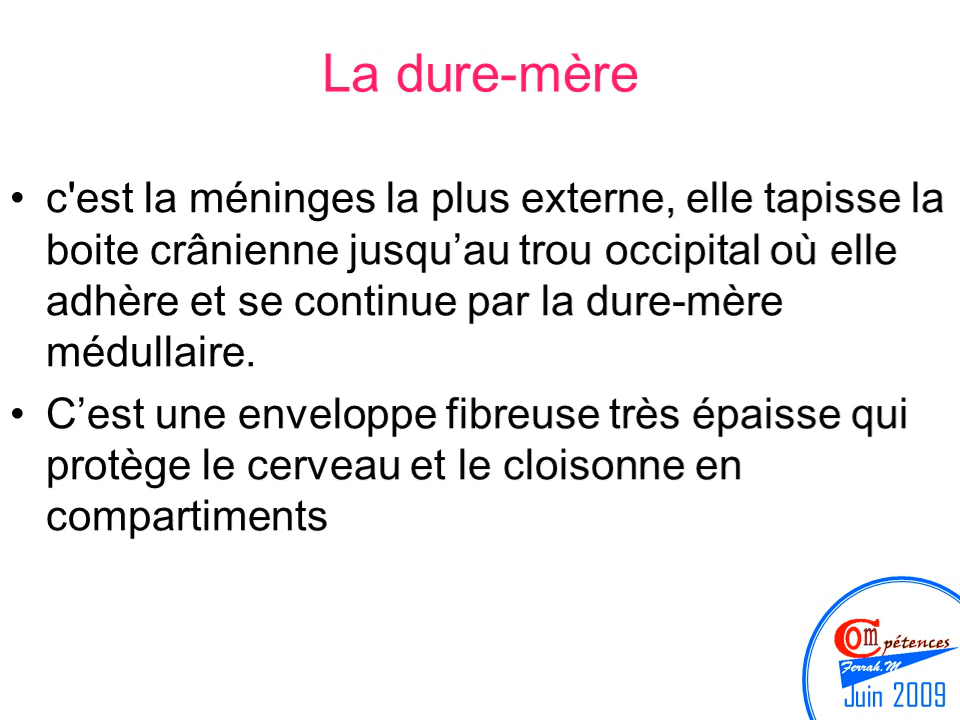 La dure-mère
• c'est la méninges la plus externe, elle tapisse la
boite crânienne jusqu’au trou occipital où elle
adhère et se continue par la dure-mère
médullaire.
• C’est une enveloppe fibreuse très épaisse qui
protège le cerveau et le cloisonne en
compartiments
Compétences
Ferrah.M
Juin 2009